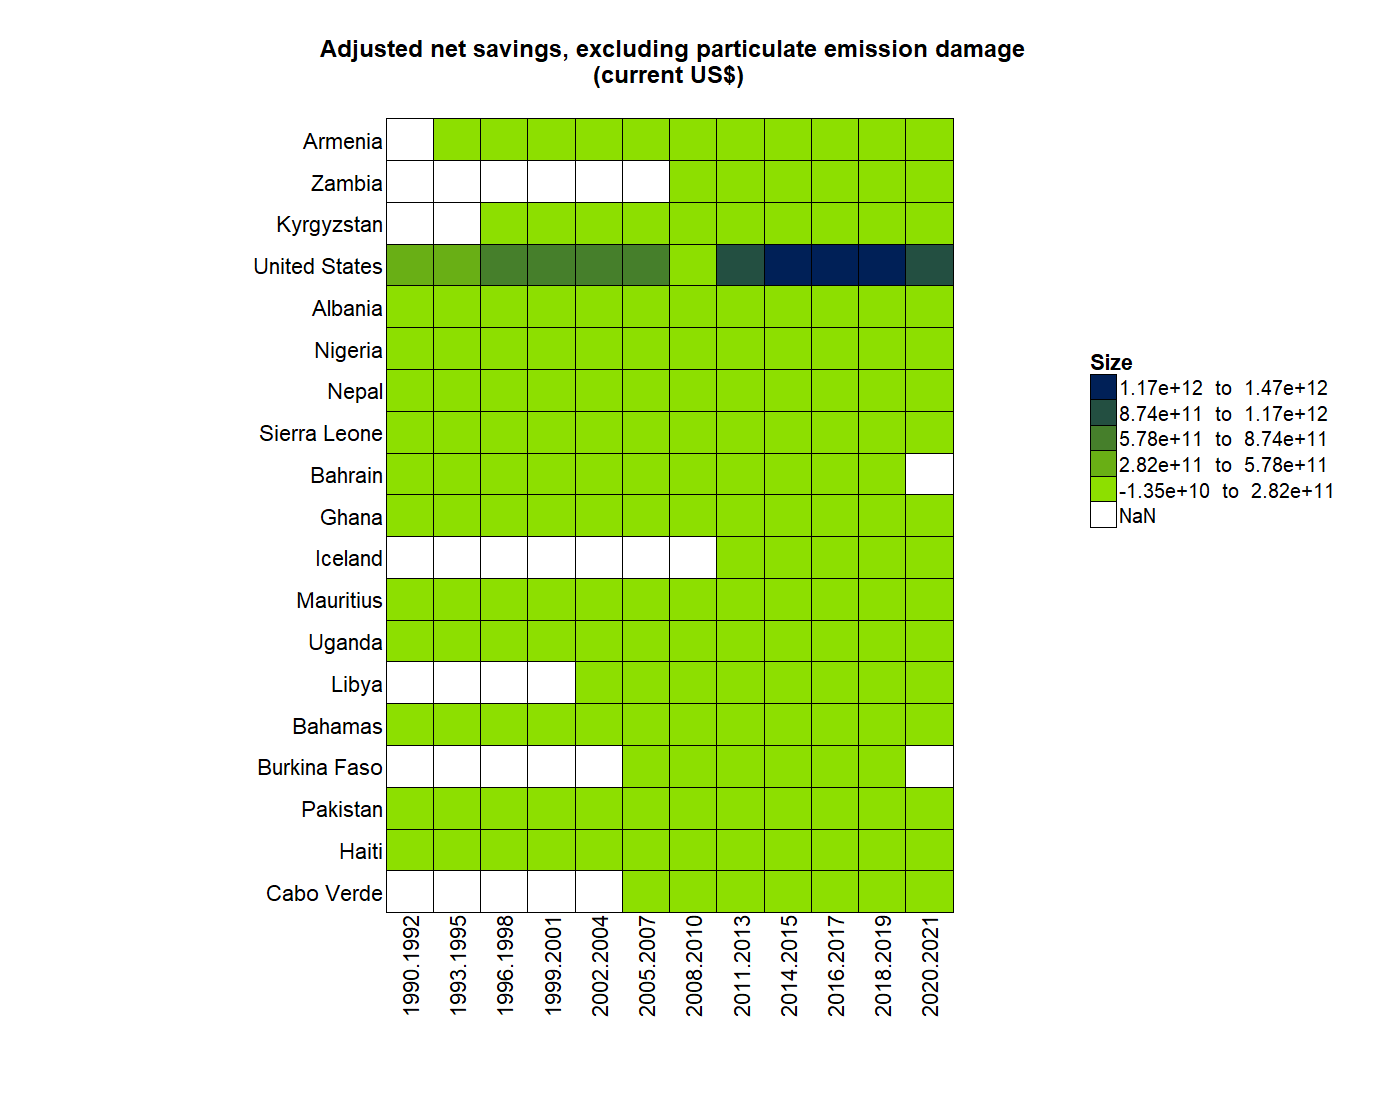 Adjusted net savings, excluding particulate emission damage
(current US$)
Armenia
Zambia
Kyrgyzstan
United States
Albania
Nigeria
Nepal
Sierra Leone
Bahrain
Ghana
Iceland
Mauritius
Uganda
Libya
Bahamas
Burkina Faso
Pakistan
Haiti
Cabo Verde
1990.1992
1993.1995
1996.1998
1999.2001
2002.2004
2005.2007
2008.2010
2011.2013
2014.2015
2016.2017
2018.2019
2020.2021
Size
1.17e+12 to 1.47e+12
8.74e+11 to 1.17e+12
5.78e+11 to 8.74e+11
2.82e+11 to 5.78e+11
-1.35e+10 to 2.82e+11
NaN